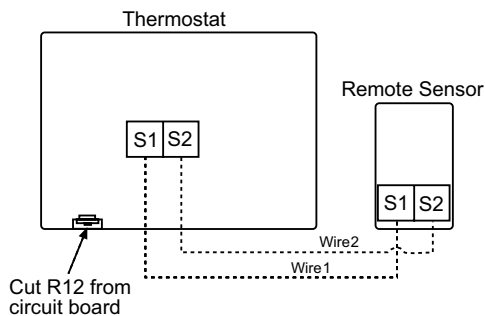 Thermostat
Remote Sensor
S1 S2
S1 S2
Wire2
Wire1
Cut R12 from
circuit board